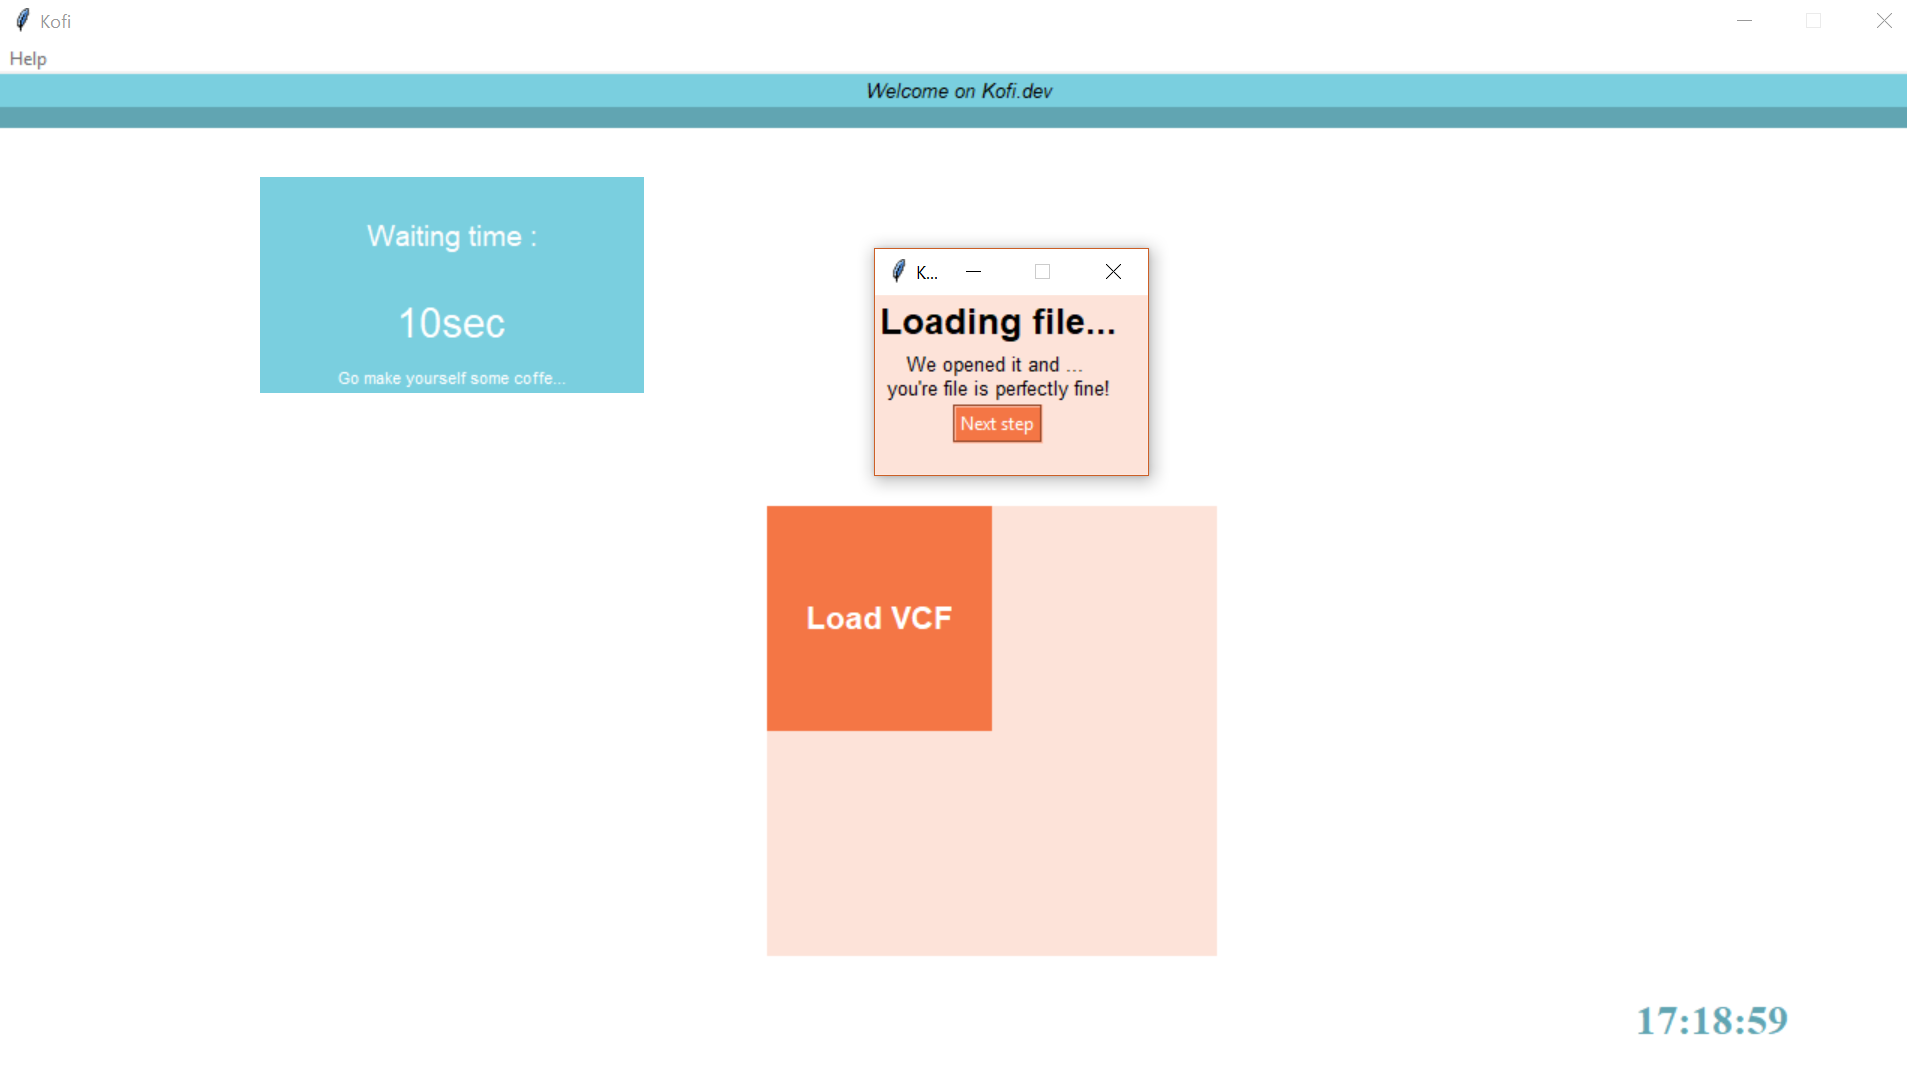 Kofi
Help
Welcome on Kofi.dev
Waiting time :
10sec
Go make yourself some coffe...
K...
Loading file...
We opened it and ...
you're file is perfectly fine!
Next step
Load VCF
17:18:59